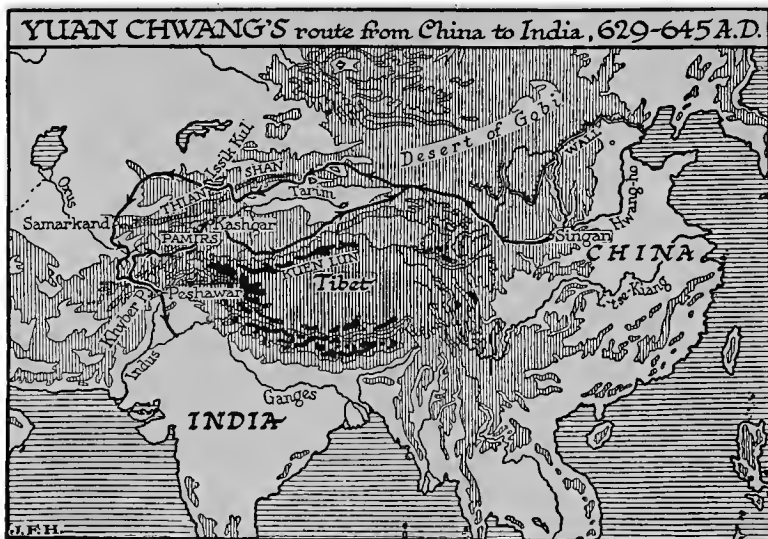 YUAN CHWANG'S route from China to India, 629-645 A.D.
Desert of Gobi
WALL
Issik Kul
THIAN SHAN
Tarim
Oxus
Hwang-ho
Samarkand
Kashgar
Singan
PAMIRS
CHINA
KUEN LUN
Tibet
Peshawar
tse-Kiang
Khyber
Indus
Ganges
INDIA
J.F.H.